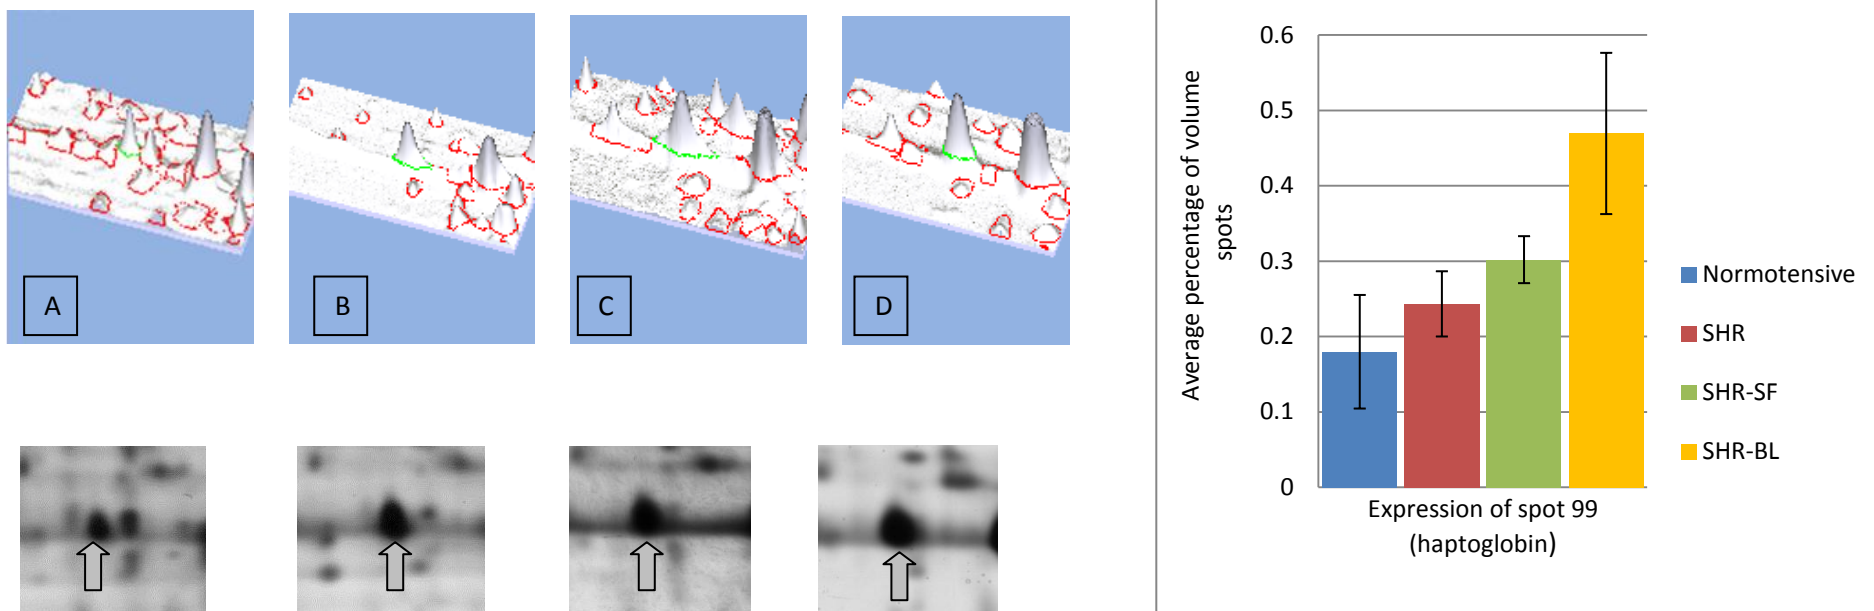 A
B
C
D
Average percentage of volume
spots
0.6
0.5
0.4
0.3
0.2
0.1
0
Expression of spot 99
(haptoglobin)
Normotensive
SHR
SHR-SF
SHR-BL